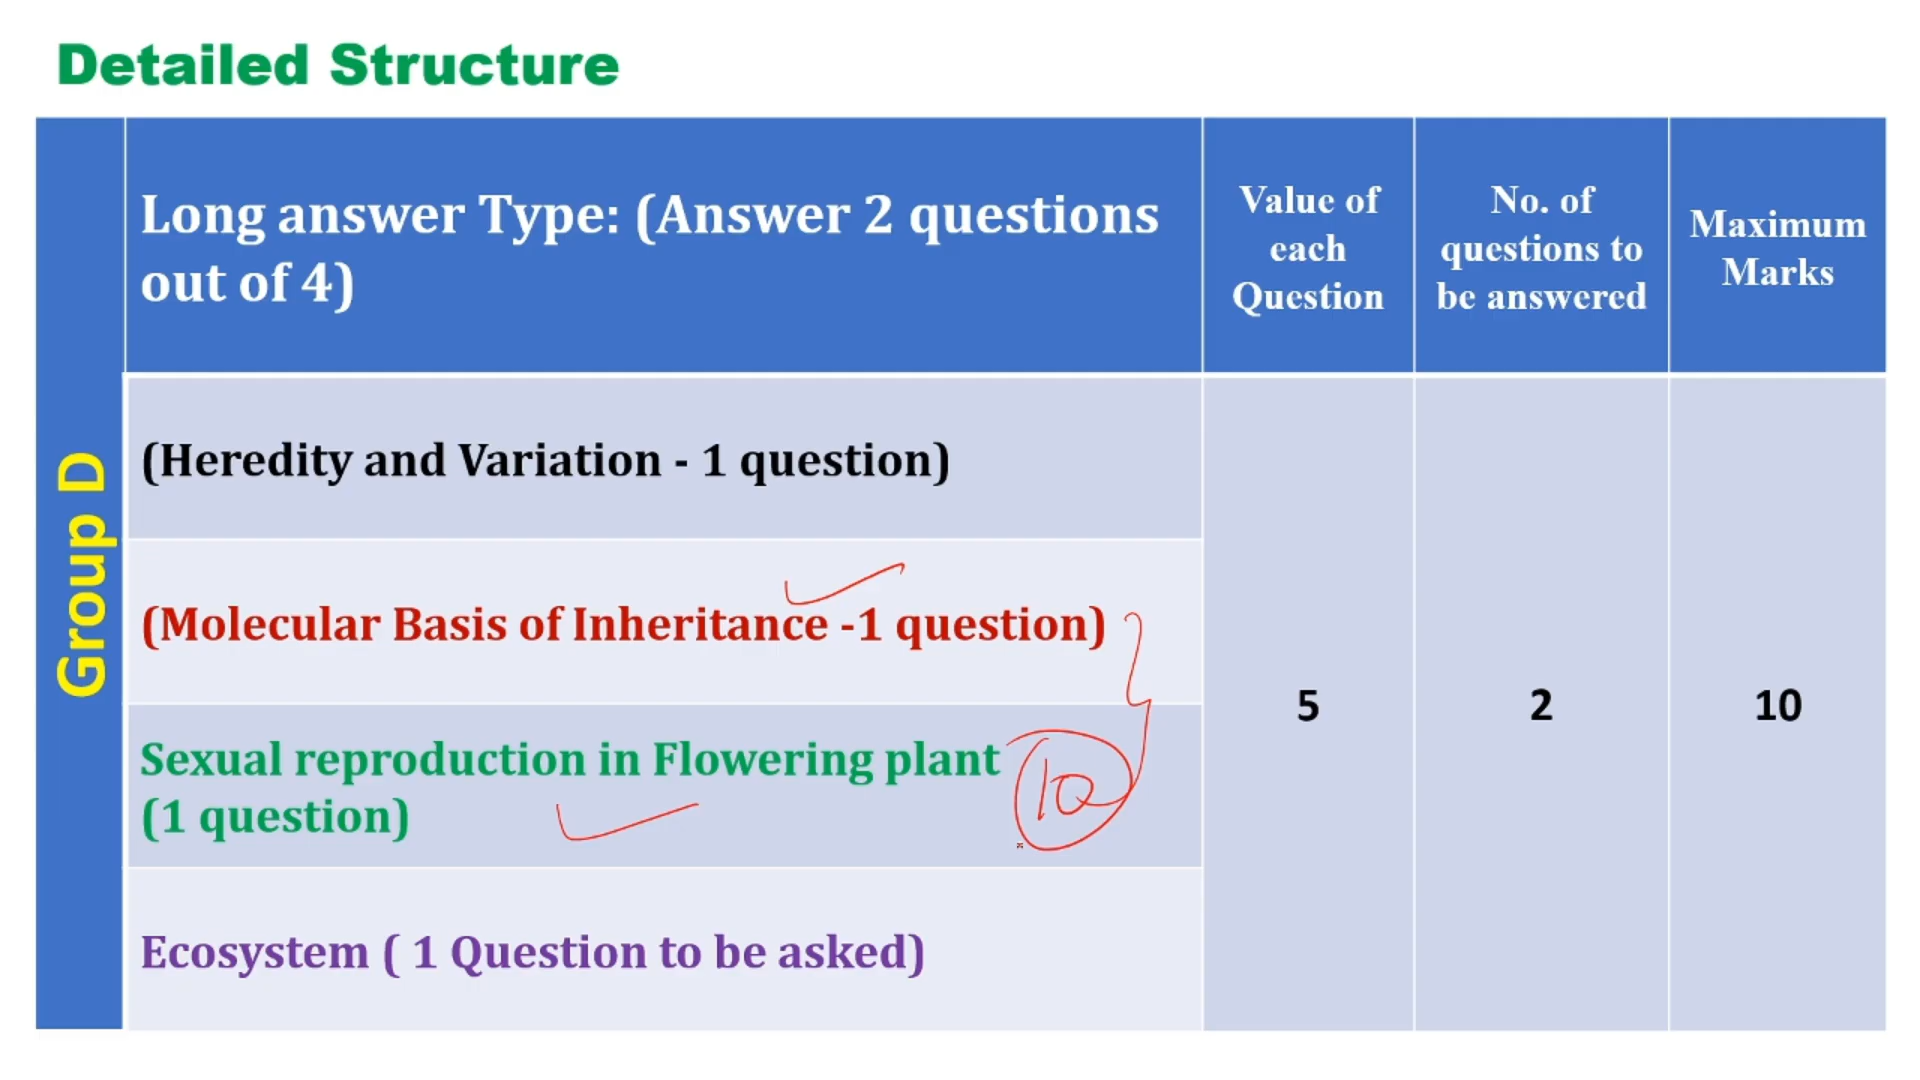 Detailed Structure
Group D
Long answer Type: (Answer 2 questions
out of 4)
Value of
each
Question
No. of
questions to
be answered
Maximum
Marks
(Heredity and Variation - 1 question)
(Molecular Basis of Inheritance -1 question)
Sexual reproduction in Flowering plant
(1 question)
10
Ecosystem ( 1 Question to be asked)
5
2
10